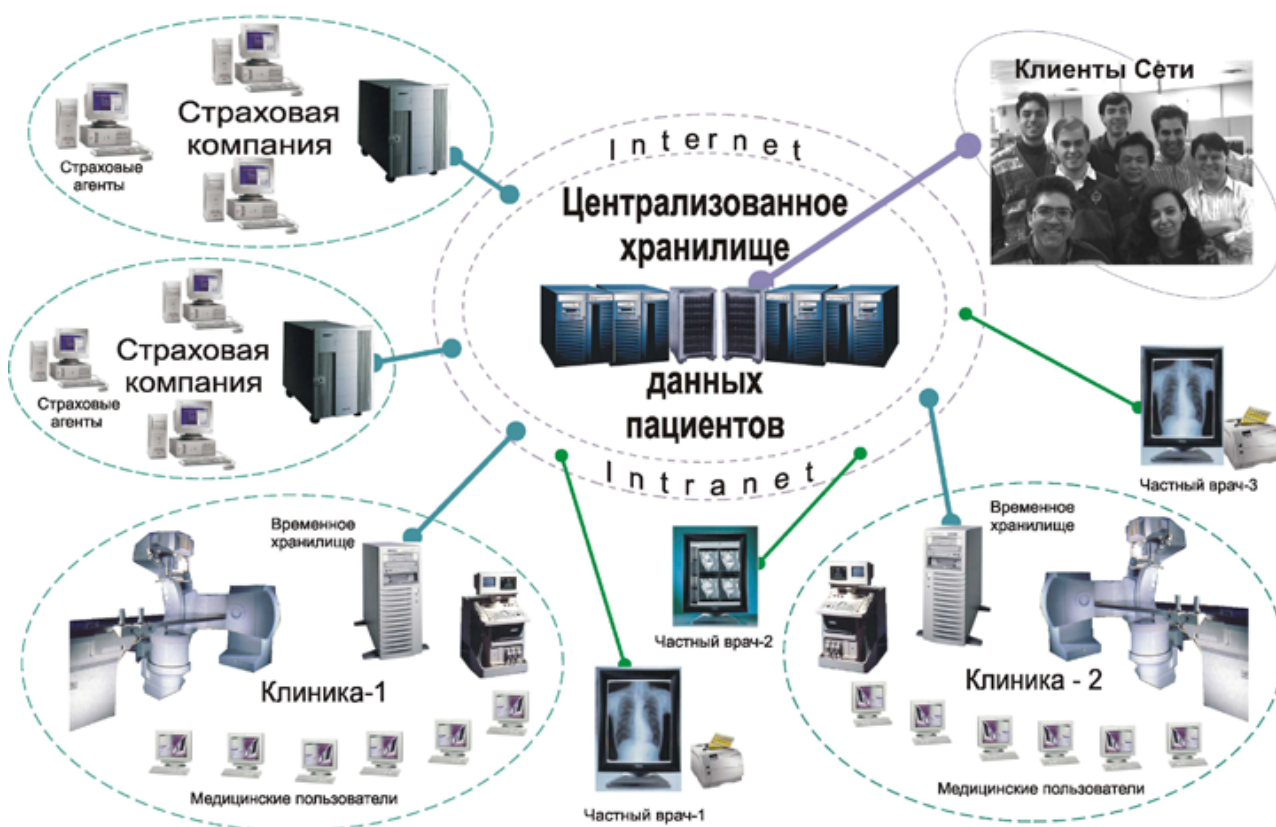 Страховая
компания
Страховые
агенты
Клиенты Сети
Internet
Централизованное
хранилище
данных
пациентов
Intranet
Страховая
компания
Страховые
агенты
Частный врач-3
Временное
хранилище
Клиника-1
Медицинские пользователи
Частный врач-2
Частный врач-1
Временное
хранилище
Клиника - 2
Медицинские пользователи